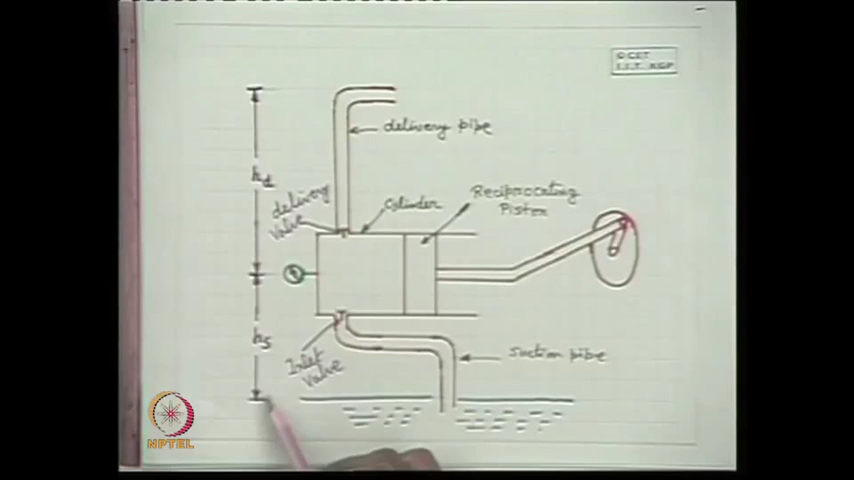 © CET
I.I.T. KGP
delivery pipe
hd
delivery
valve
Cylinder
Reciprocating
Piston
hs
Inlet
valve
suction pipe
NPTEL